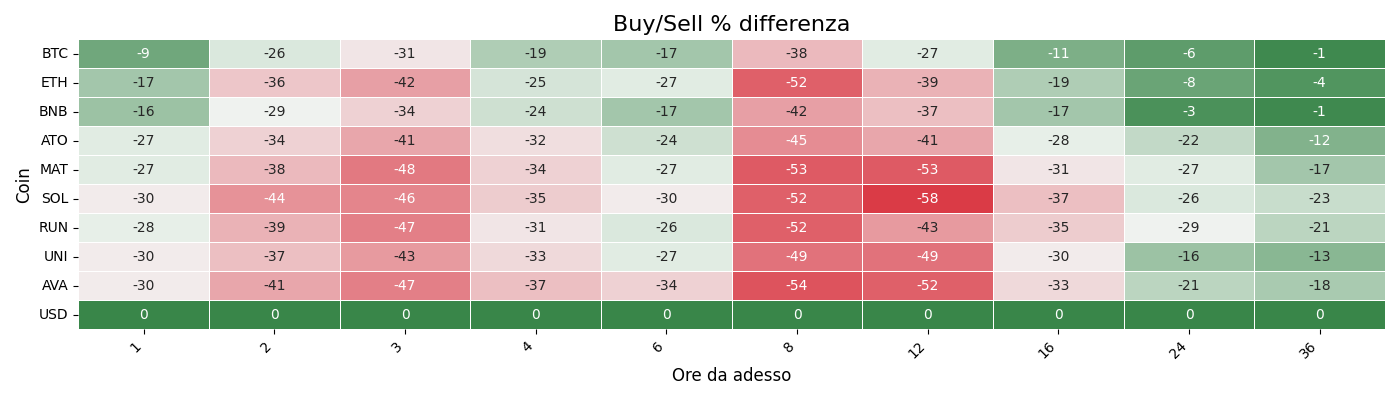 Buy/Sell % differenza
Coin
BTC -9 -26 -31 -19 -17 -38 -27 -11 -6 -1
ETH -17 -36 -42 -25 -27 -52 -39 -19 -8 -4
BNB -16 -29 -34 -24 -17 -42 -37 -17 -3 -1
ATO -27 -34 -41 -32 -24 -45 -41 -28 -22 -12
MAT -27 -38 -48 -34 -27 -53 -53 -31 -27 -17
SOL -30 -44 -46 -35 -30 -52 -58 -37 -26 -23
RUN -28 -39 -47 -31 -26 -52 -43 -35 -29 -21
UNI -30 -37 -43 -33 -27 -49 -49 -30 -16 -13
AVA -30 -41 -47 -37 -34 -54 -52 -33 -21 -18
USD 0 0 0 0 0 0 0 0 0 0
1 2 3 4 6 8 12 16 24 36
Ore da adesso